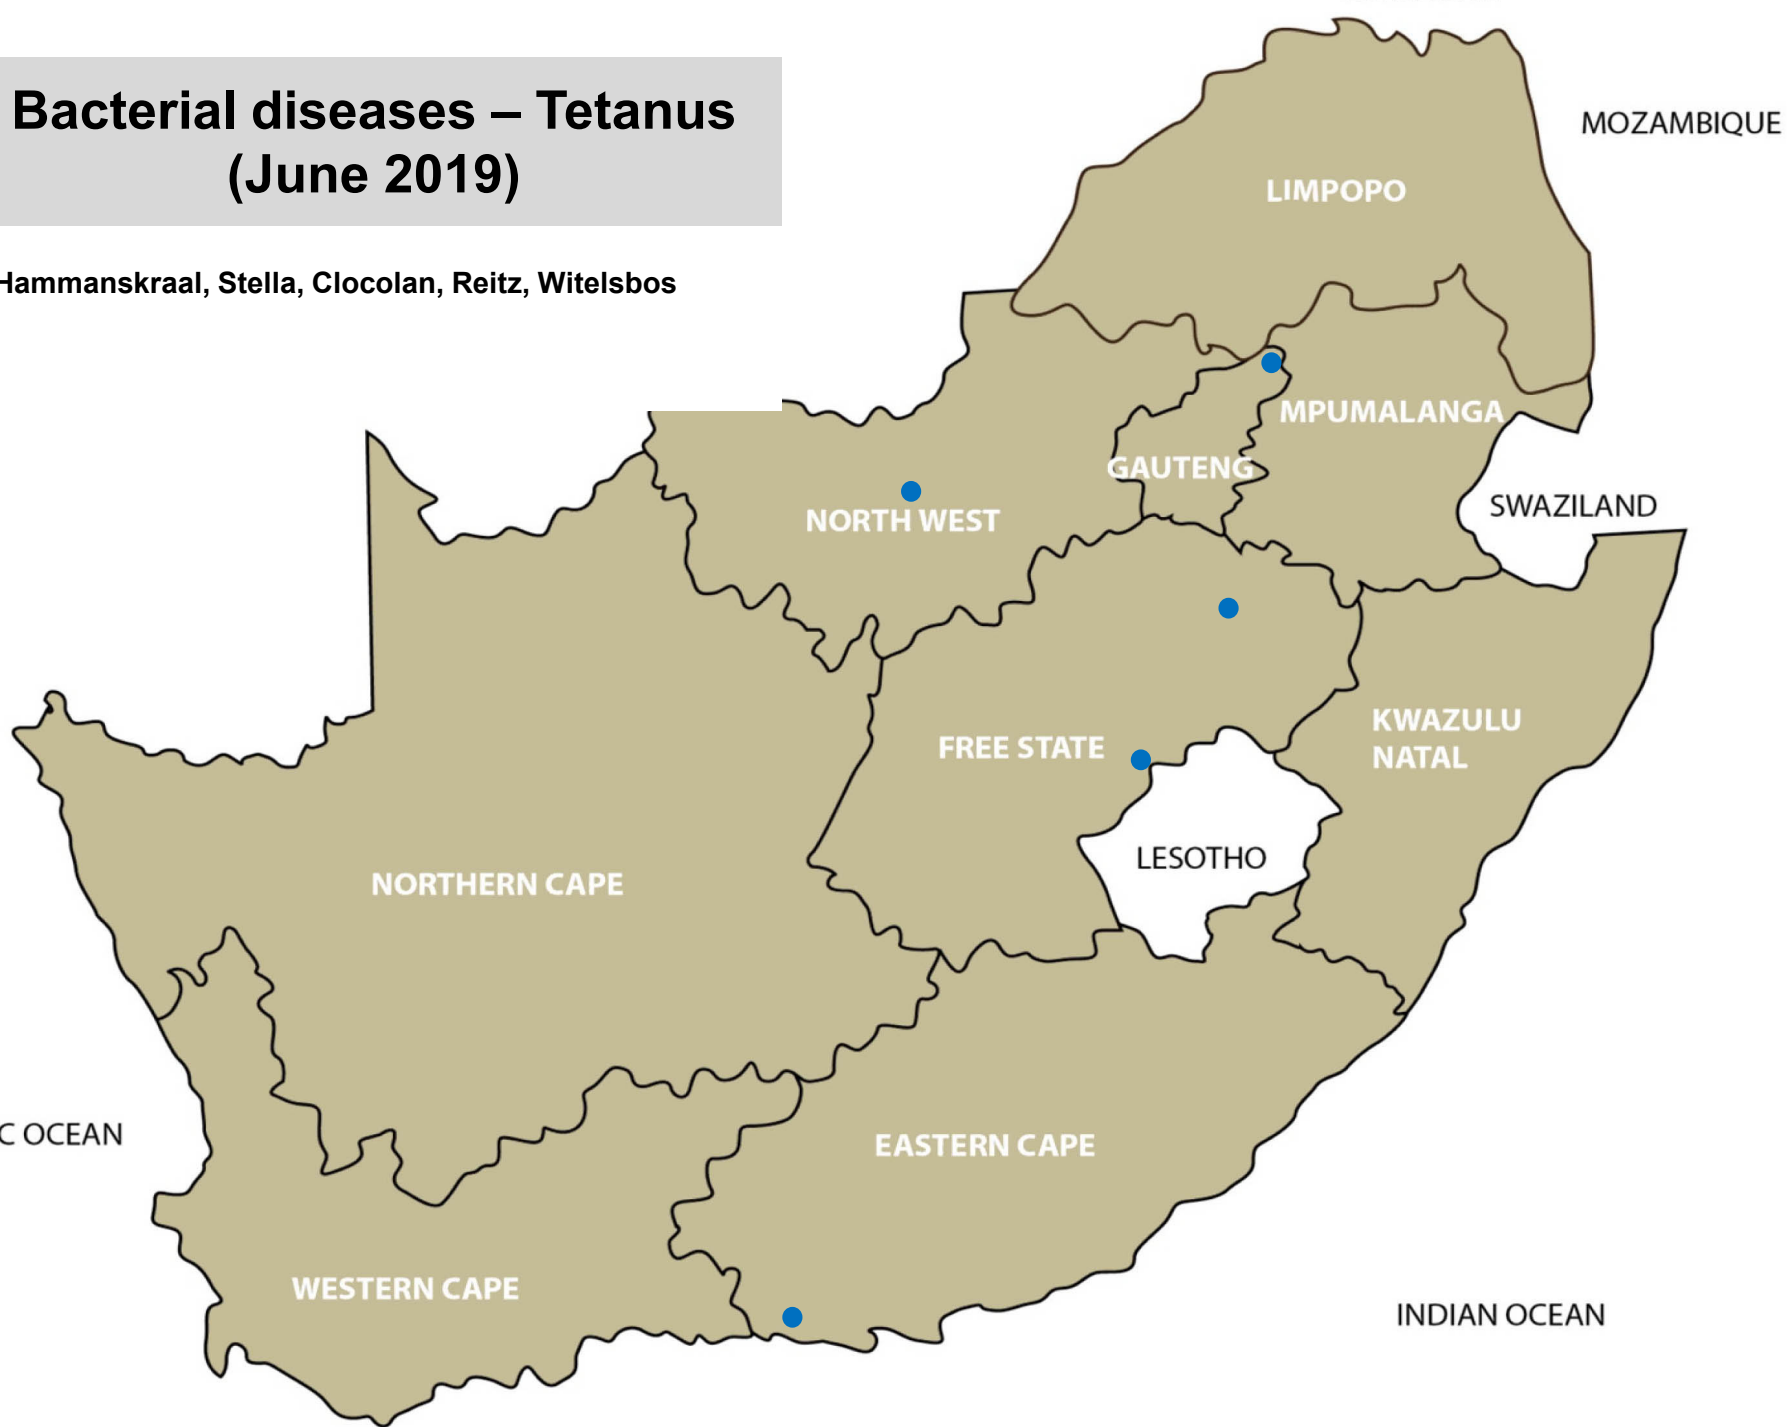 Bacterial diseases – Tetanus
(June 2019)
Hammanskraal, Stella, Clocolan, Reitz, Witelsbos
MOZAMBIQUE
LIMPOPO
MPUMALANGA
GAUTENG
SWAZILAND
NORTH WEST
KWAZULU
NATAL
FREE STATE
LESOTHO
NORTHERN CAPE
C OCEAN
EASTERN CAPE
WESTERN CAPE
INDIAN OCEAN